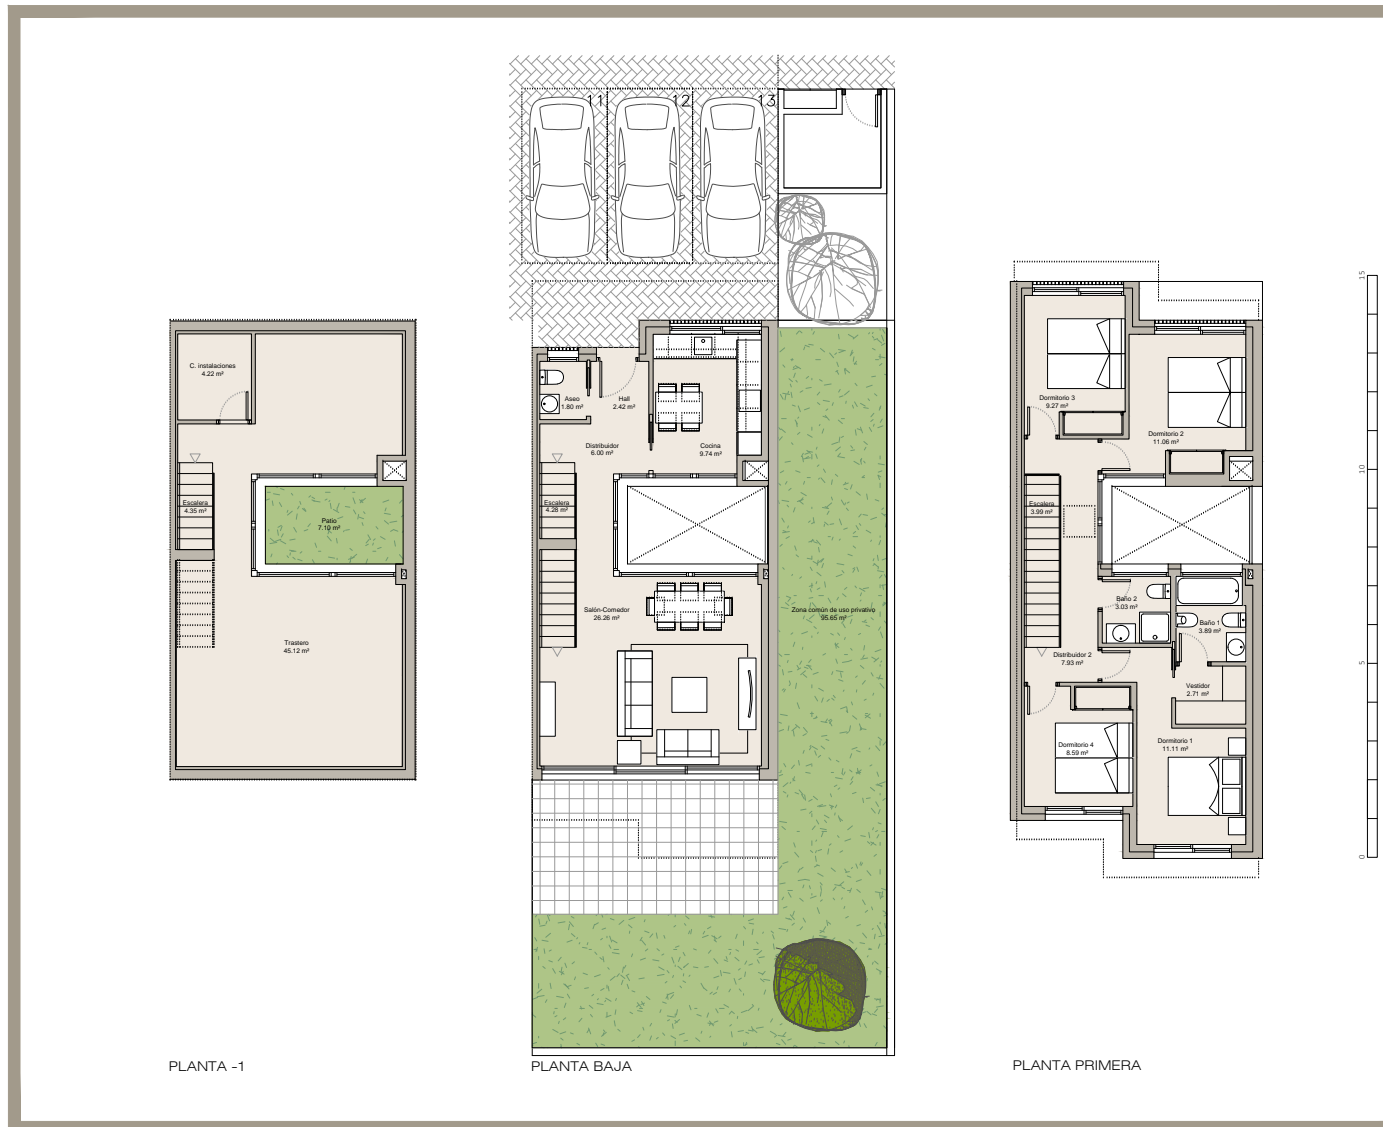 C. instalaciones
4.22 m²
Escalera
4.35 m²
Patio
7.10 m²
Trastero
45.12 m²
PLANTA -1
11
12
13
Aseo
1.80 m²
Hall
2.42 m²
Distribuidor
6.00 m²
Cocina
9.74 m²
Escalera
4.28 m²
Salón-Comedor
26.26 m²
Zona común de uso privativo
95.65 m²
PLANTA BAJA
Dormitorio 3
9.27 m²
Dormitorio 2
11.06 m²
Escalera
3.99 m²
Baño 2
3.03 m²
Baño 1
3.89 m²
Distribuidor 2
7.93 m²
Vestidor
2.71 m²
Dormitorio 4
8.59 m²
Dormitorio 1
11.11 m²
PLANTA PRIMERA
15
10
5
0